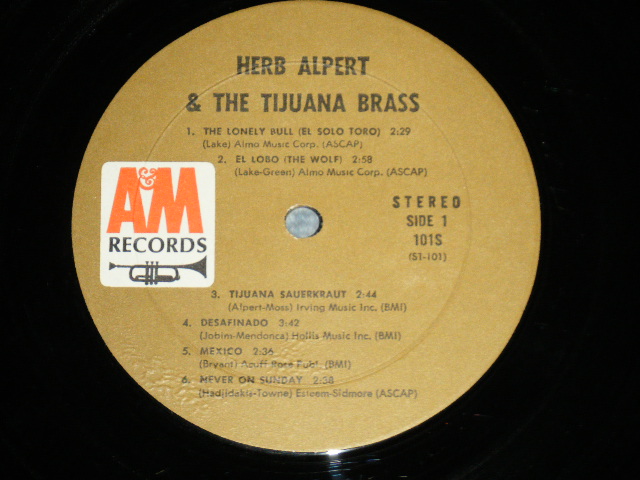 HERB ALPERT
& THE TIJUANA BRASS
1. THE LONELY BULL (EL SOLO TORO) 2:29
(Lake) Almo Music Corp. (ASCAP)
2. EL LOBO (THE WOLF) 2:58
(Lake-Green) Almo Music Corp. (ASCAP)
A&M
RECORDS
STEREO
SIDE 1
101S
(ST-101)
3. TIJUANA SAUERKRAUT 2:44
(Alpert-Moss) Irving Music Inc. (BMI)
4. DESAFINADO 3:42
(Jobim-Mendonca) Hollis Music Inc. (BMI)
5. MEXICO 2:36
(Bryant) Acuff Rose Publ. (BMI)
6. NEVER ON SUNDAY 2:38
(Hadjidakis-Towne) Esteem-Sidmore (ASCAP)